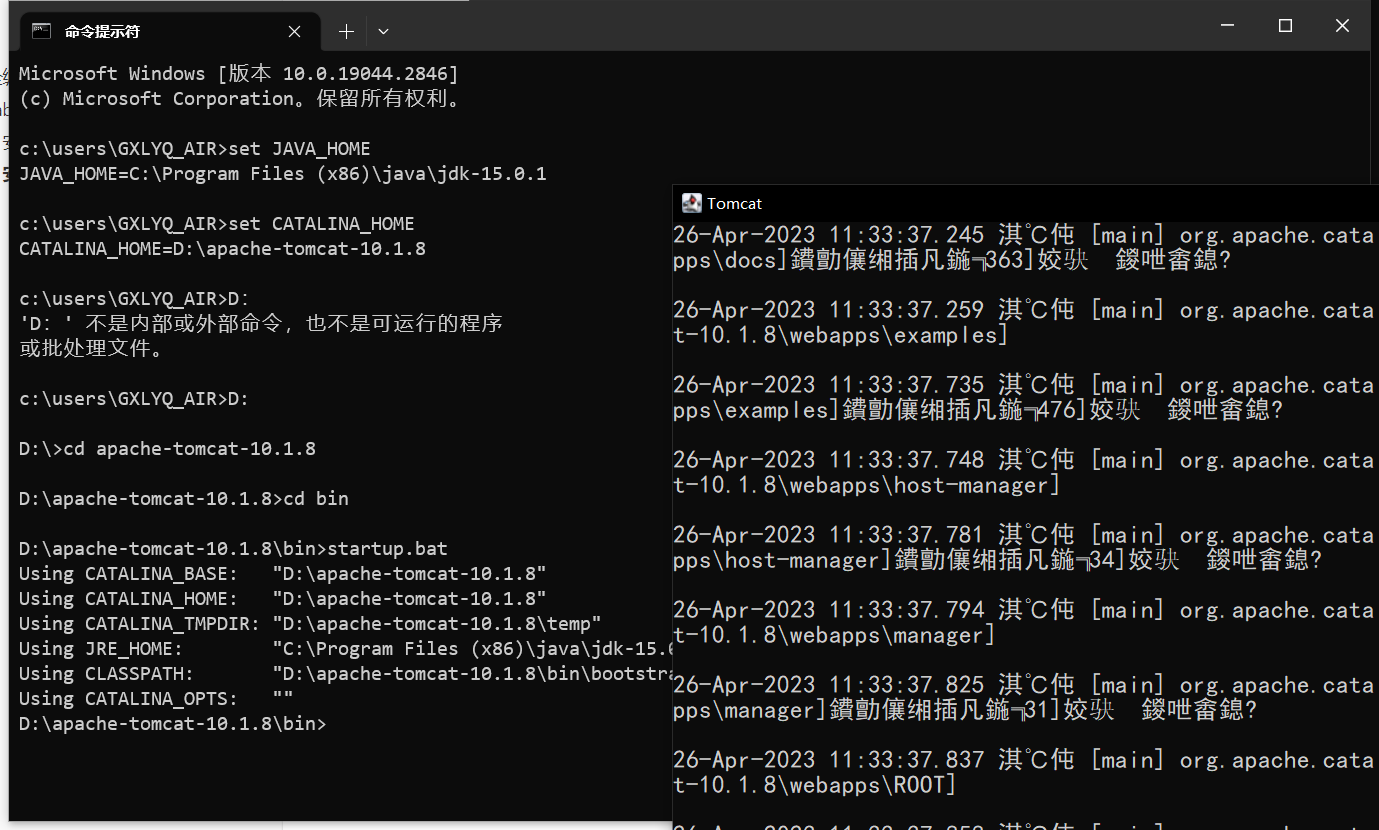 命令提示符
Microsoft Windows [版本 10.0.19044.2846]
(c) Microsoft Corporation。保留所有权利。
c:\users\GXLYQ_AIR>set JAVA_HOME
JAVA_HOME=C:\Program Files (x86)\java\jdk-15.0.1
c:\users\GXLYQ_AIR>set CATALINA_HOME
CATALINA_HOME=D:\apache-tomcat-10.1.8
c:\users\GXLYQ_AIR>D:
'D: ' 不是内部或外部命令，也不是可运行的程序
或批处理文件。
c:\users\GXLYQ_AIR>D:
D:\>cd apache-tomcat-10.1.8
D:\apache-tomcat-10.1.8>cd bin
D:\apache-tomcat-10.1.8\bin>startup.bat
Using CATALINA_BASE:   "D:\apache-tomcat-10.1.8"
Using CATALINA_HOME:   "D:\apache-tomcat-10.1.8"
Using CATALINA_TMPDIR: "D:\apache-tomcat-10.1.8\temp"
Using JRE_HOME:        "C:\Program Files (x86)\java\jdk-15.
Using CLASSPATH:       "D:\apache-tomcat-10.1.8\bin\bootstra
Using CATALINA_OPTS:   ""
D:\apache-tomcat-10.1.8\bin>
Tomcat
26-Apr-2023 11:33:37.245 淇℃伅 [main] org.apache.cata
pps\docs]鐨勯儴缃插凡鍦╗363]姣驮  鍐呭畬鎴?
26-Apr-2023 11:33:37.259 淇℃伅 [main] org.apache.cata
t-10.1.8\webapps\examples]
26-Apr-2023 11:33:37.735 淇℃伅 [main] org.apache.cata
pps\examples]鐨勯儴缃插凡鍦╗476]姣驮  鍐呭畬鎴?
26-Apr-2023 11:33:37.748 淇℃伅 [main] org.apache.cata
t-10.1.8\webapps\host-manager]
26-Apr-2023 11:33:37.781 淇℃伅 [main] org.apache.cata
pps\host-manager]鐨勯儴缃插凡鍦╗34]姣驮  鍐呭畬鎴?
26-Apr-2023 11:33:37.794 淇℃伅 [main] org.apache.cata
t-10.1.8\webapps\manager]
26-Apr-2023 11:33:37.825 淇℃伅 [main] org.apache.cata
pps\manager]鐨勯儴缃插凡鍦╗31]姣驮  鍐呭畬鎴?
26-Apr-2023 11:33:37.837 淇℃伅 [main] org.apache.cata
t-10.1.8\webapps\ROOT]